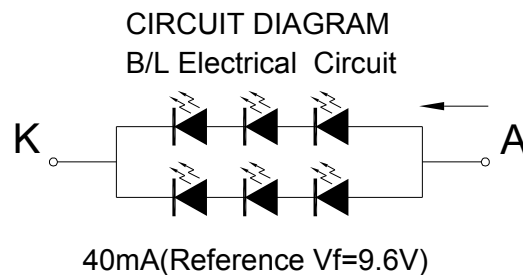 CIRCUIT DIAGRAM
B/L Electrical Circuit
K
A
40mA(Reference Vf=9.6V)